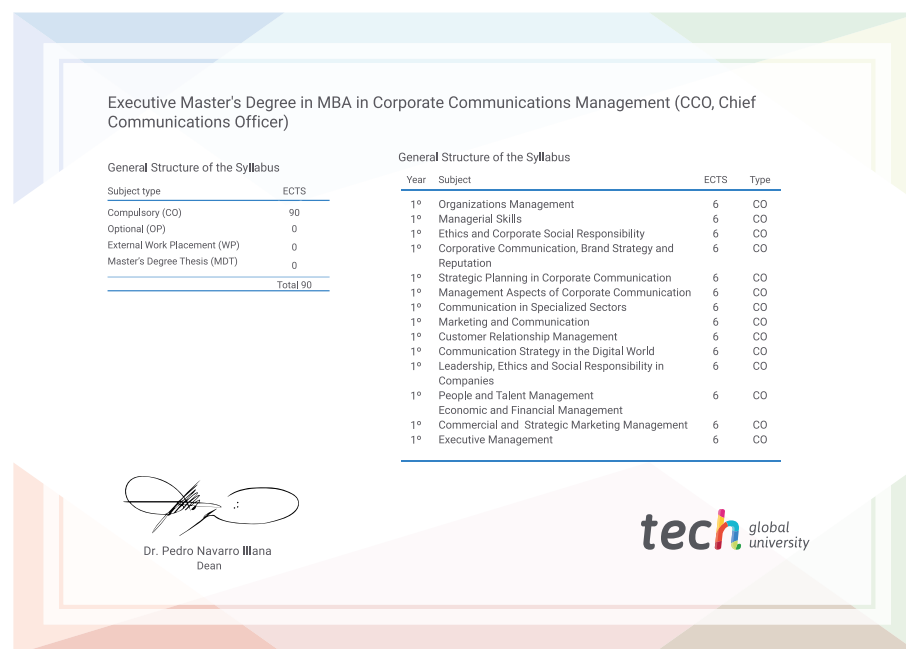 Executive Master's Degree in MBA in Corporate Communications Management (CCO, Chief
Communications Officer)
General Structure of the Syllabus
Subject type ECTS
Compulsory (CO) 90
Optional (OP) 0
External Work Placement (WP) 0
Master's Degree Thesis (MDT) 0
Total 90
General Structure of the Syllabus
Year Subject ECTS Type
1º Organizations Management 6 CO
1º Managerial Skills 6 CO
1º Ethics and Corporate Social Responsibility 6 CO
1º Corporative Communication, Brand Strategy and 6 CO
Reputation
1º Strategic Planning in Corporate Communication 6 CO
1º Management Aspects of Corporate Communication 6 CO
1º Communication in Specialized Sectors 6 CO
1º Marketing and Communication 6 CO
1º Customer Relationship Management 6 CO
1º Communication Strategy in the Digital World 6 CO
1º Leadership, Ethics and Social Responsibility in 6 CO
Companies
1º People and Talent Management 6 CO
Economic and Financial Management
1º Commercial and Strategic Marketing Management 6 CO
1º Executive Management 6 CO
Dr. Pedro Navarro Illana
Dean
tech global
university